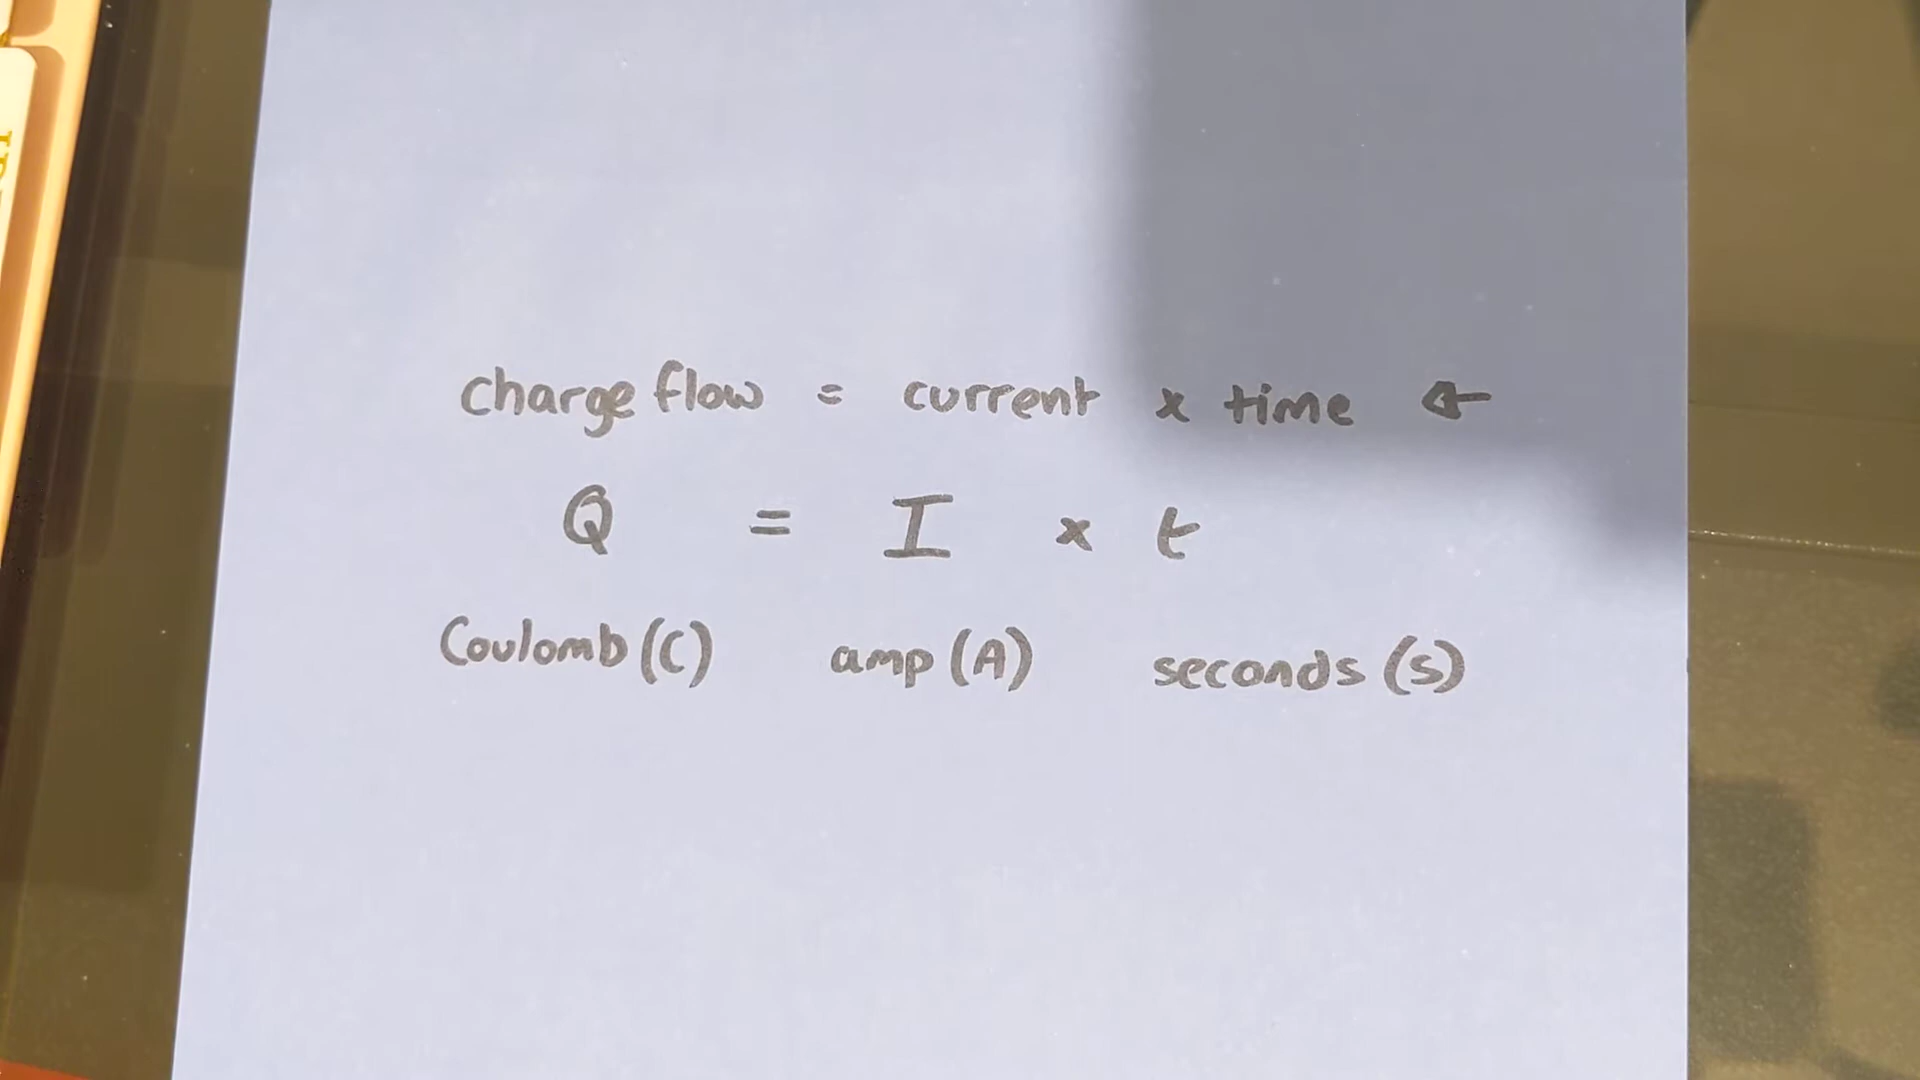 charge flow = current x time ←
Q = I x t
Coulomb (C) amp (A) seconds (s)